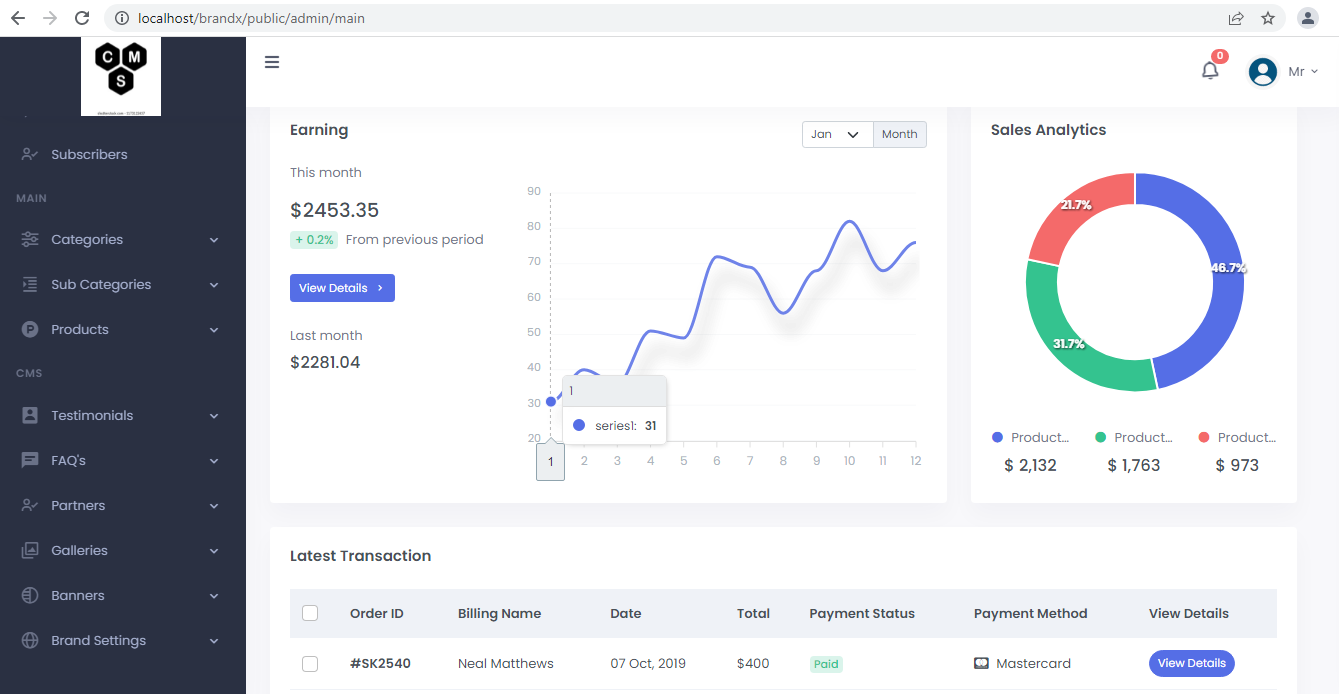 localhost/brandx/public/admin/main
C M
S
0
Mr
Subscribers
MAIN
Categories
Sub Categories
P Products
CMS
Testimonials
FAQ's
Partners
Galleries
Banners
Brand Settings
Earning
Jan Month
This month
$2453.35
+ 0.2% From previous period
View Details
Last month
$2281.04
90
80
70
60
50
40
30
20
1
series1: 31
1 2 3 4 5 6 7 8 9 10 11 12
Sales Analytics
21.7%
46.7%
31.7%
Product... Product... Product...
$ 2,132 $ 1,763 $ 973
Latest Transaction
Order ID Billing Name Date Total Payment Status Payment Method View Details
#SK2540 Neal Matthews 07 Oct, 2019 $400 Paid Mastercard View Details